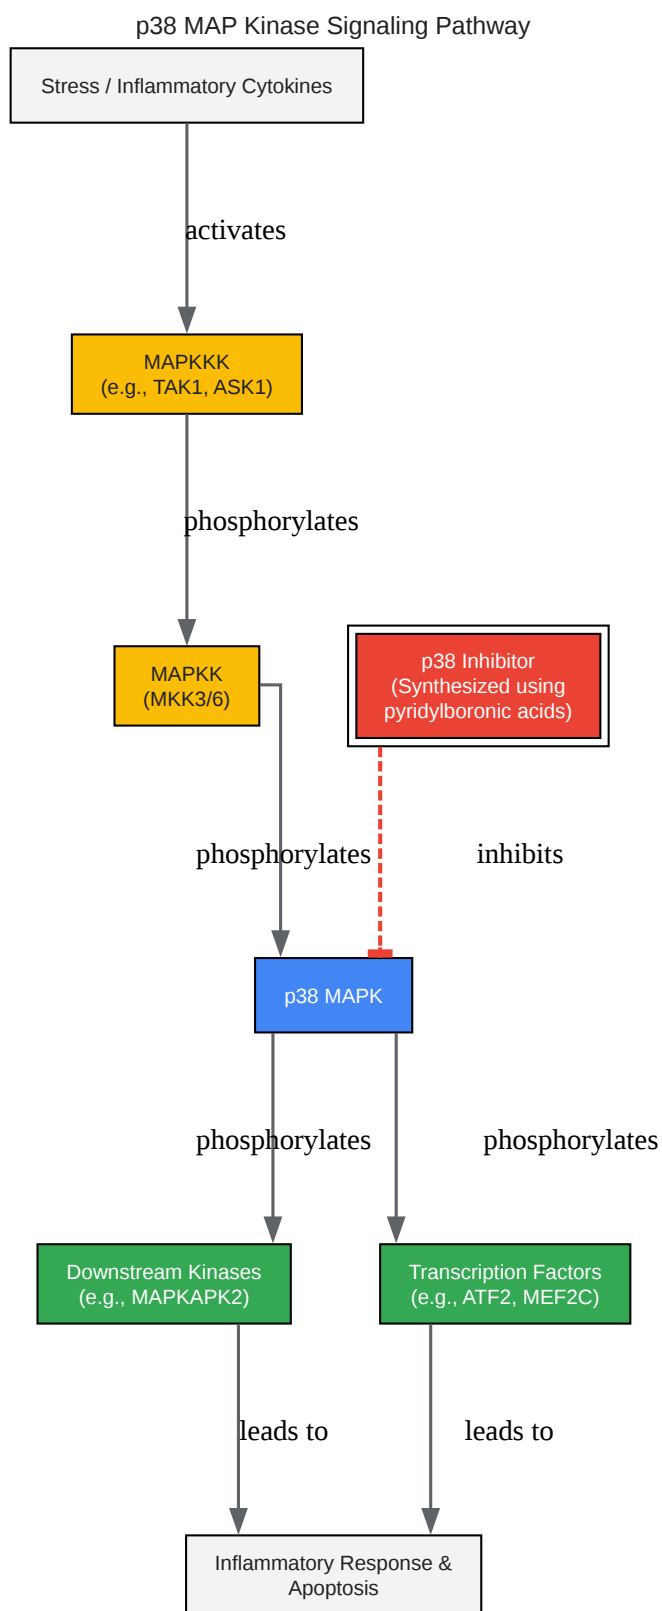 p38 MAP Kinase Signaling Pathway
Stress / Inflammatory Cytokines
activates
MAPKKK
(e.g., TAK1, ASK1)
phosphorylates
MAPKK
(MKK3/6)
p38 Inhibitor
(Synthesized using
pyridylboronic acids)
phosphorylates
inhibits
p38 MAPK
phosphorylates
phosphorylates
Downstream Kinases
(e.g., MAPKAPK2)
Transcription Factors
(e.g., ATF2, MEF2C)
leads to
leads to
Inflammatory Response &
Apoptosis